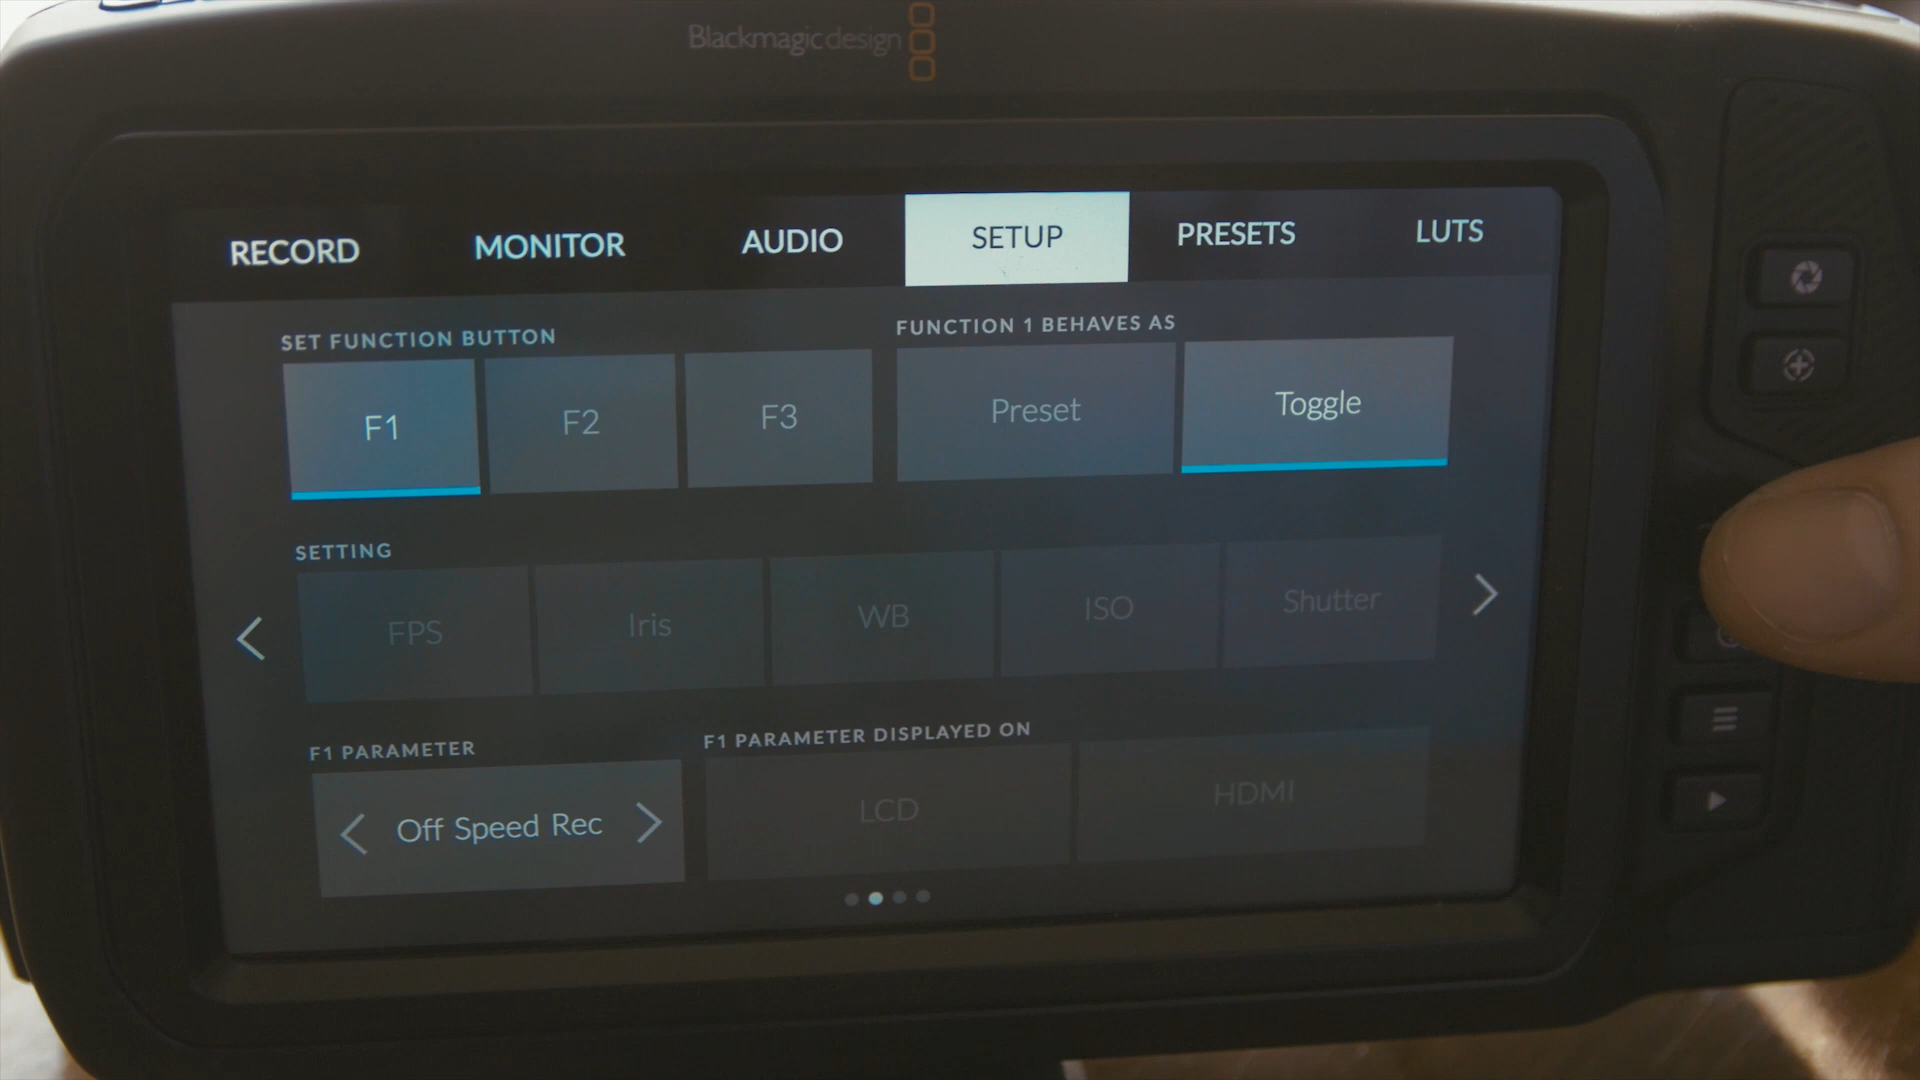 Blackmagicdesign
RECORD MONITOR AUDIO SETUP PRESETS LUTS
SET FUNCTION BUTTON FUNCTION 1 BEHAVES AS
F1 F2 F3 Preset Toggle
SETTING
FPS Iris WB ISO Shutter
F1 PARAMETER F1 PARAMETER DISPLAYED ON
Off Speed Rec LCD HDMI